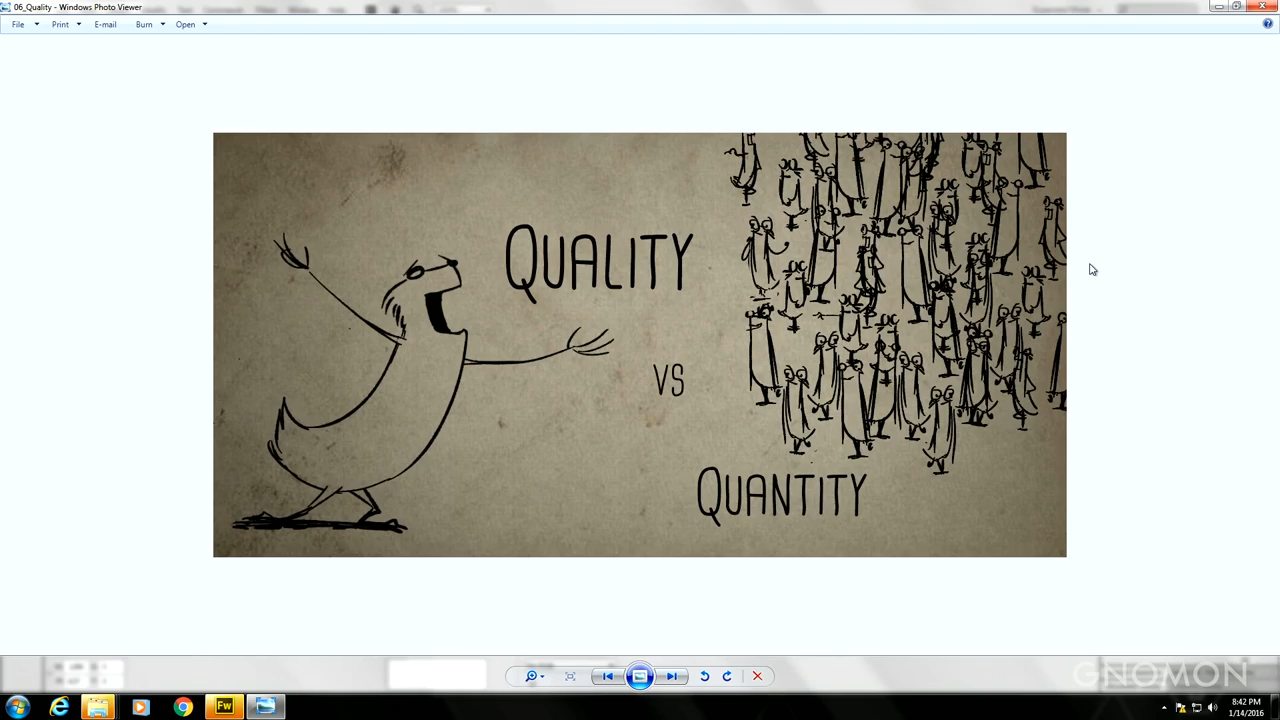 06_Quality - Windows Photo Viewer
File
Print
E-mail
Burn
Open
QUALITY
VS
QUANTITY
GNOMON
Fw
8:42 PM
1/14/2016